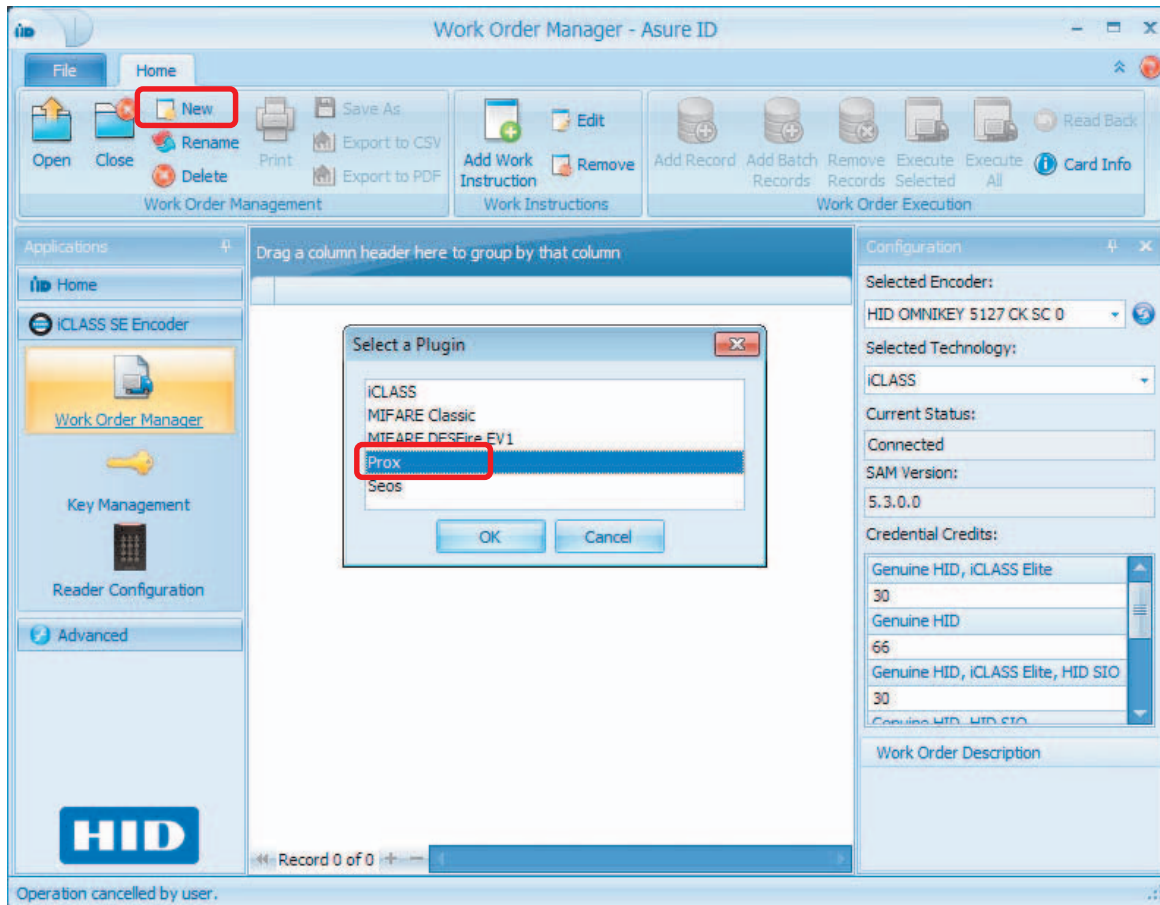 Work Order Manager - Asure ID
File
Home
New
Rename
Delete
Open
Close
Print
Save As
Export to CSV
Export to PDF
Work Order Management
Add Work
Instruction
Edit
Remove
Work Instructions
Add Record
Add Batch
Records
Remove
Records
Execute
Selected
Execute
All
Read Back
Card Info
Work Order Execution
Applications
HID Home
iCLASS SE Encoder
Work Order Manager
Key Management
Reader Configuration
Advanced
HID
Drag a column header here to group by that column
Select a Plugin
iCLASS
MIFARE Classic
MIFARE DESFire EV1
Prox
Seos
OK
Cancel
Record 0 of 0
Configuration
Selected Encoder:
HID OMNIKEY 5127 CK SC 0
Selected Technology:
iCLASS
Current Status:
Connected
SAM Version:
5.3.0.0
Credential Credits:
Genuine HID, iCLASS Elite
30
Genuine HID
66
Genuine HID, iCLASS Elite, HID SIO
30
Genuine HID, HID SIO
Work Order Description
Operation cancelled by user.